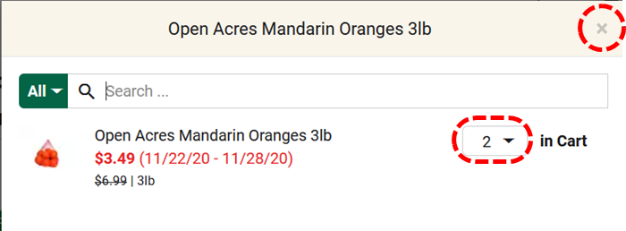 Open Acres Mandarin Oranges 3lb
×
All
Search ...
Open Acres Mandarin Oranges 3lb
$3.49 (11/22/20 - 11/28/20)
2 in Cart
$6.99 | 3lb